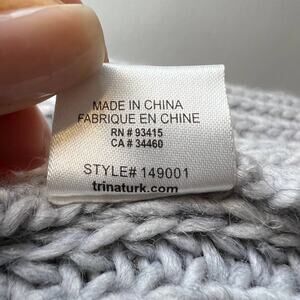 MADE IN CHINA
FABRIQUE EN CHINE
RN # 93415
CA # 34460
STYLE# 149001
trinaturk.com